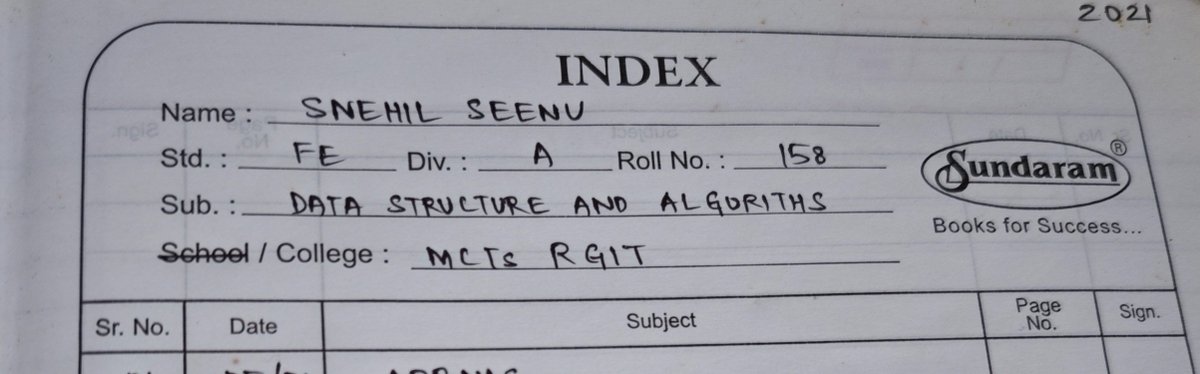 2021
INDEX
Name : SNEHIL SEENU
Std. : FE Div. : A Roll No. : 158
Sundaram ®
Sub. : DATA STRUCTURE AND ALGORITHS
Books for Success...
School / College : MCTs RGIT
Sr. No. Date Subject Page No. Sign.